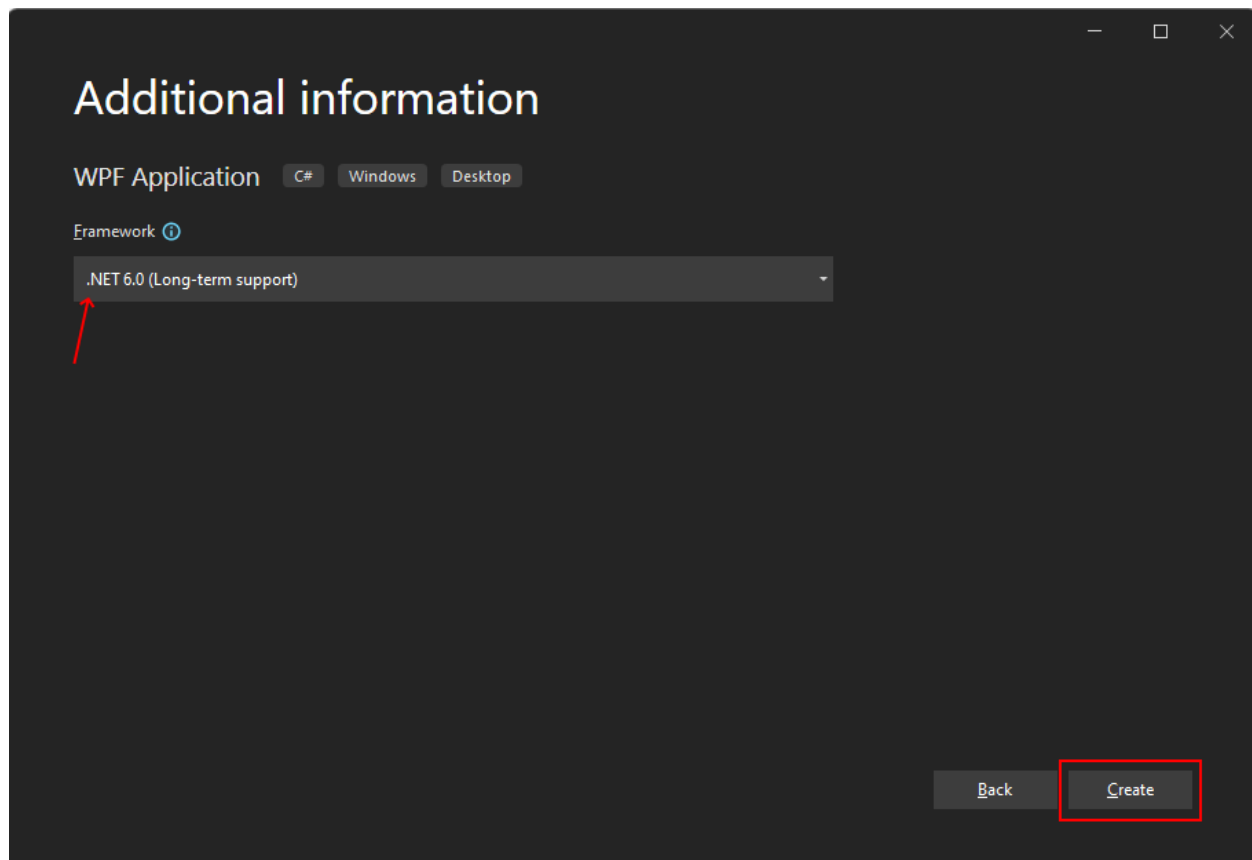 Additional information
WPF Application C# Windows Desktop
Framework
.NET 6.0 (Long-term support)
Back Create